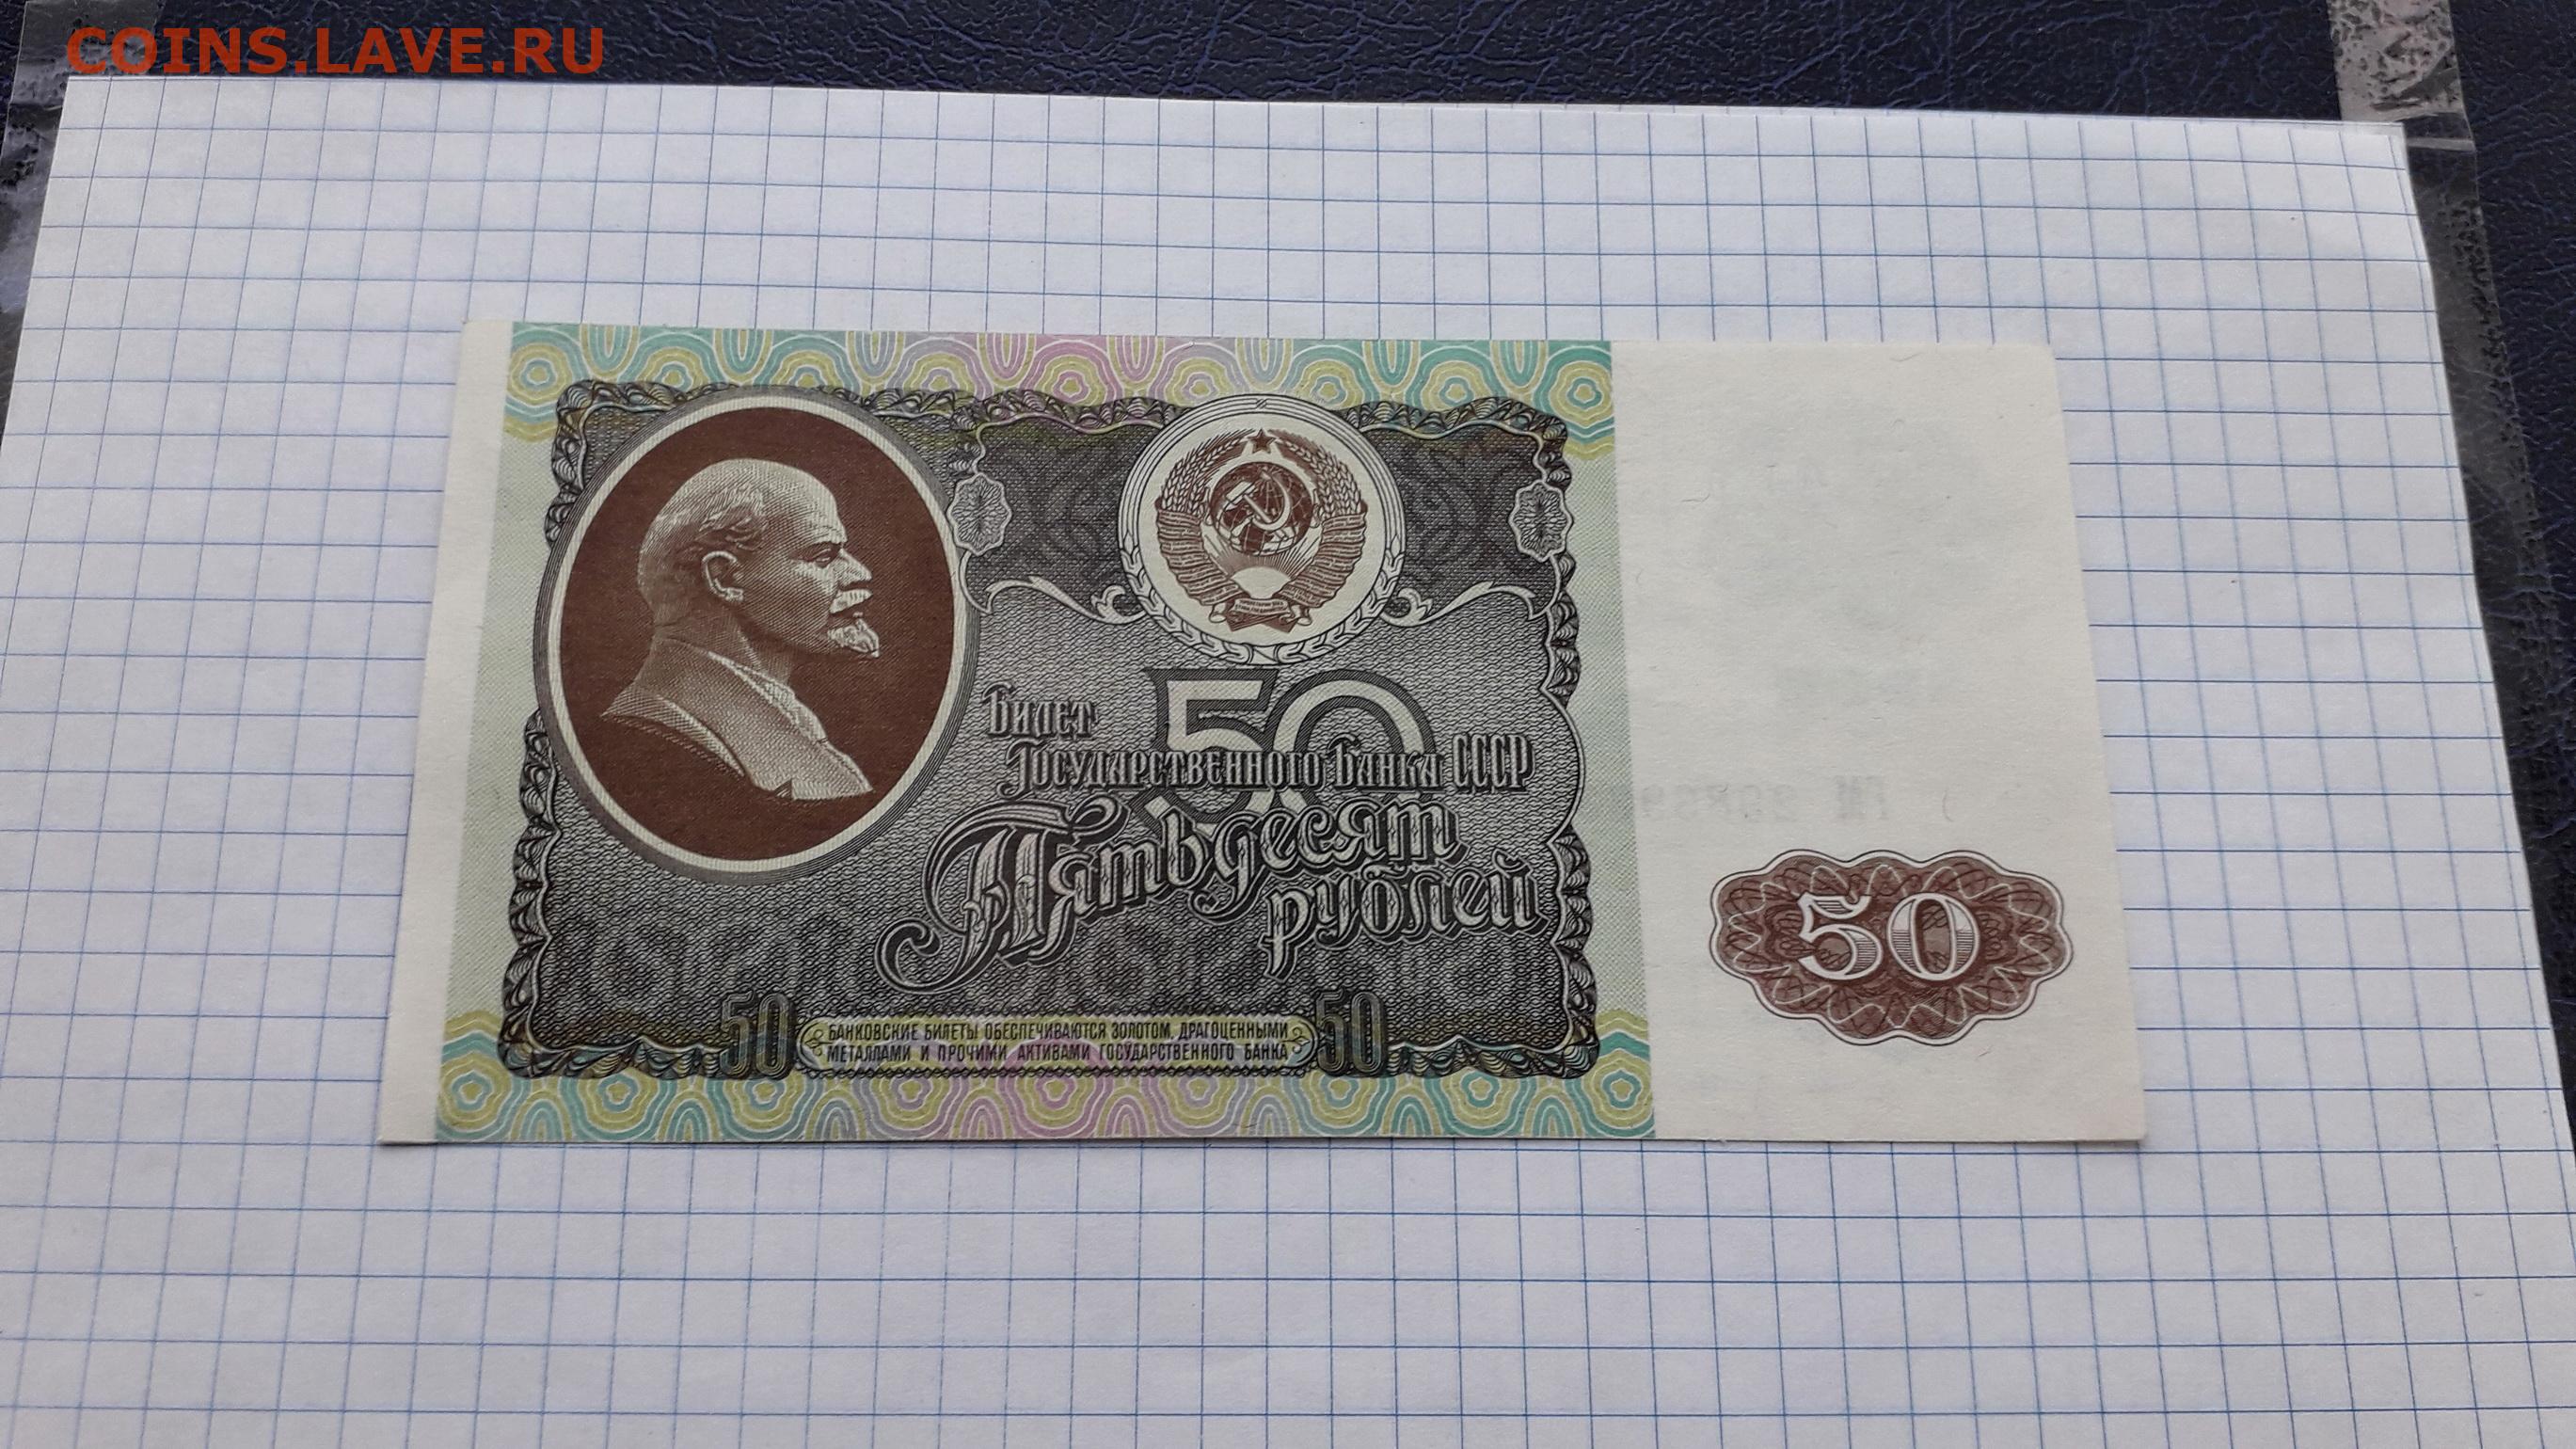 COINS.LAVE.RU
Билет
Государственного Банка СССР
50
Пятьдесят
рублей
50
50
БАНКОВСКИЕ БИЛЕТЫ ОБЕСПЕЧИВАЮТСЯ ЗОЛОТОМ, ДРАГОЦЕННЫМИ
МЕТАЛЛАМИ И ПРОЧИМИ АКТИВАМИ ГОСУДАРСТВЕННОГО БАНКА
50